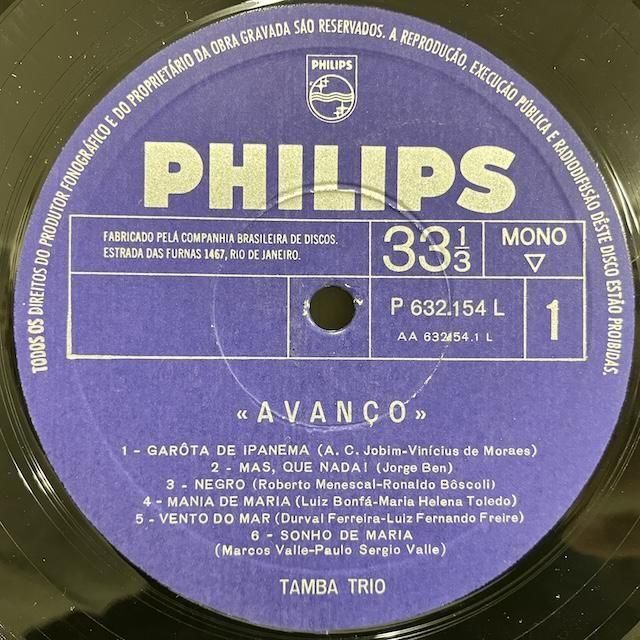 TODOS OS DIREITOS DO PRODUTOR FONOGRÁFICO E DO PROPRIETÁRIO DA OBRA GRAVADA SÃO RESERVADOS. A REPRODUÇÃO, EXECUÇÃO PÚBLICA E RADIODIFUSÃO DÊSTE DISCO ESTÃO PROIBIDAS.
PHILIPS
PHILIPS
FABRICADO PELÁ COMPANHIA BRASILEIRA DE DISCOS.
ESTRADA DAS FURNAS 1467, RIO DE JANEIRO.
33 1/3
MONO
P 632.154 L
AA 632154.1 L
1
«AVANÇO»
1 - GARÔTA DE IPANEMA (A. C. Jobim-Vinícius de Moraes)
2 - MAS, QUE NADA! (Jorge Ben)
3 - NEGRO (Roberto Menescal-Ronaldo Bôscoli)
4 - MANIA DE MARIA (Luiz Bonfá-Maria Helena Toledo)
5 - VENTO DO MAR (Durval Ferreira-Luiz Fernando Freire)
6 - SONHO DE MARIA
(Marcos Valle-Paulo Sergio Valle)
TAMBA TRIO